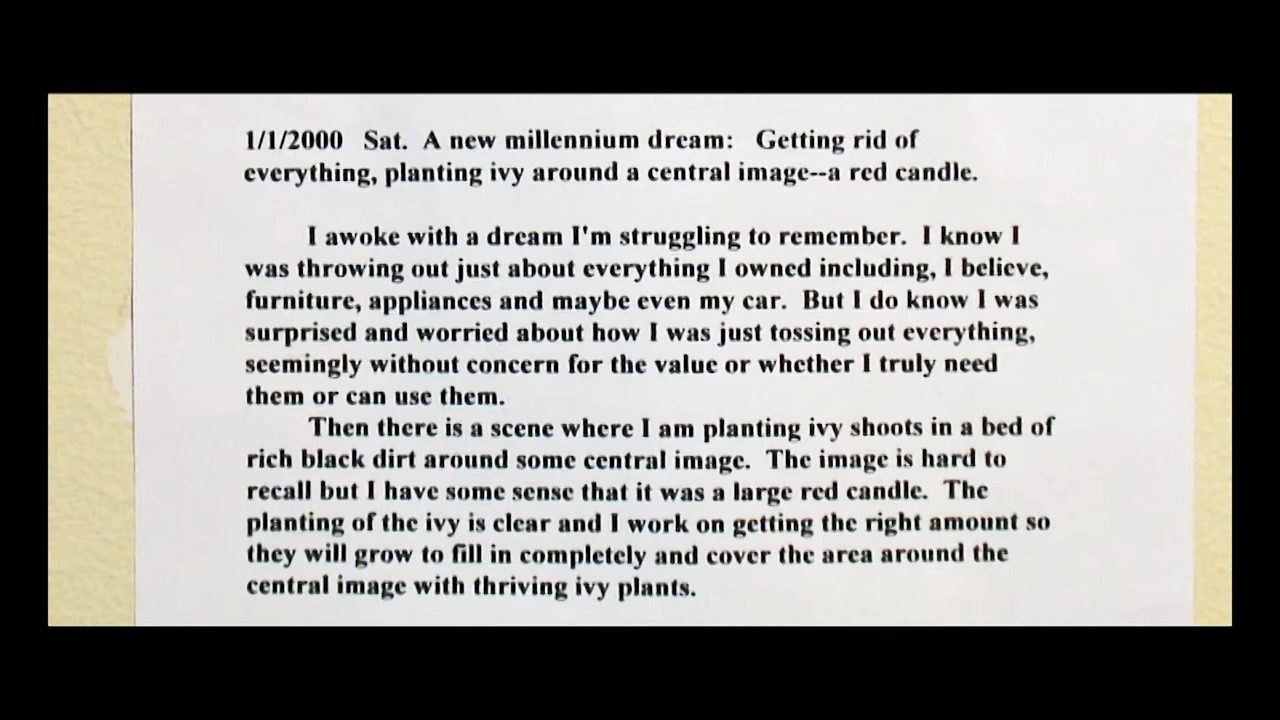 1/1/2000 Sat. A new millennium dream: Getting rid of
everything, planting ivy around a central image--a red candle.
I awoke with a dream I'm struggling to remember. I know I
was throwing out just about everything I owned including, I believe,
furniture, appliances and maybe even my car. But I do know I was
surprised and worried about how I was just tossing out everything,
seemingly without concern for the value or whether I truly need
them or can use them.
Then there is a scene where I am planting ivy shoots in a bed of
rich black dirt around some central image. The image is hard to
recall but I have some sense that it was a large red candle. The
planting of the ivy is clear and I work on getting the right amount so
they will grow to fill in completely and cover the area around the
central image with thriving ivy plants.